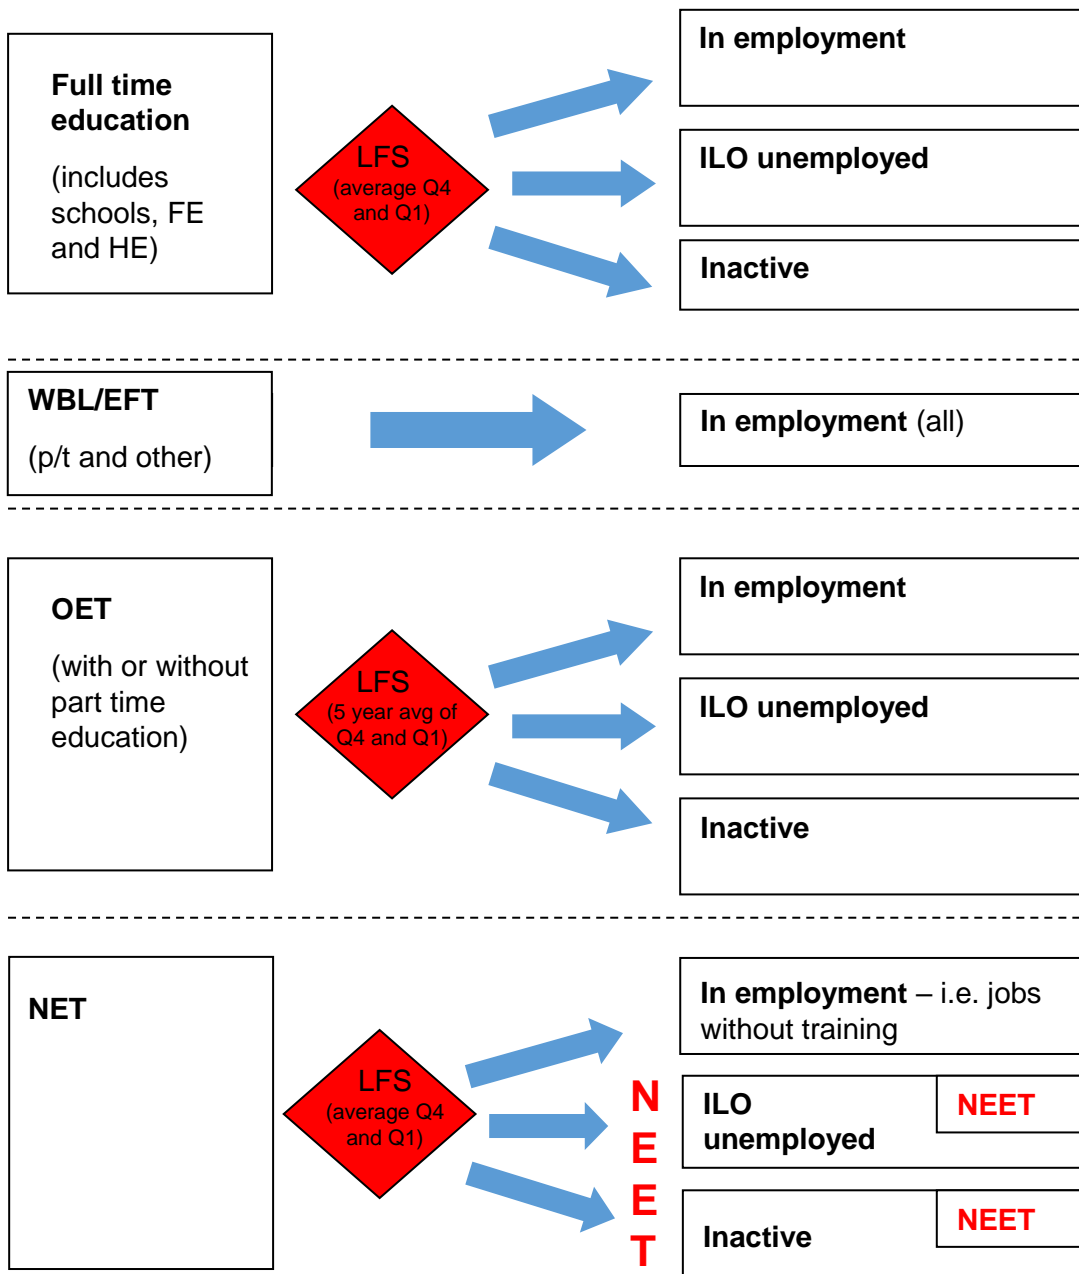 Full time
education
(includes
schools, FE
and HE)
LFS
(average Q4
and Q1)
In employment
ILO unemployed
Inactive
WBL/EFT
(p/t and other)
In employment (all)
OET
(with or without
part time
education)
LFS
(5 year avg of
Q4 and Q1)
In employment
ILO unemployed
Inactive
NET
LFS
(average Q4
and Q1)
N
E
E
T
In employment – i.e. jobs
without training
ILO
unemployed
NEET
Inactive
NEET